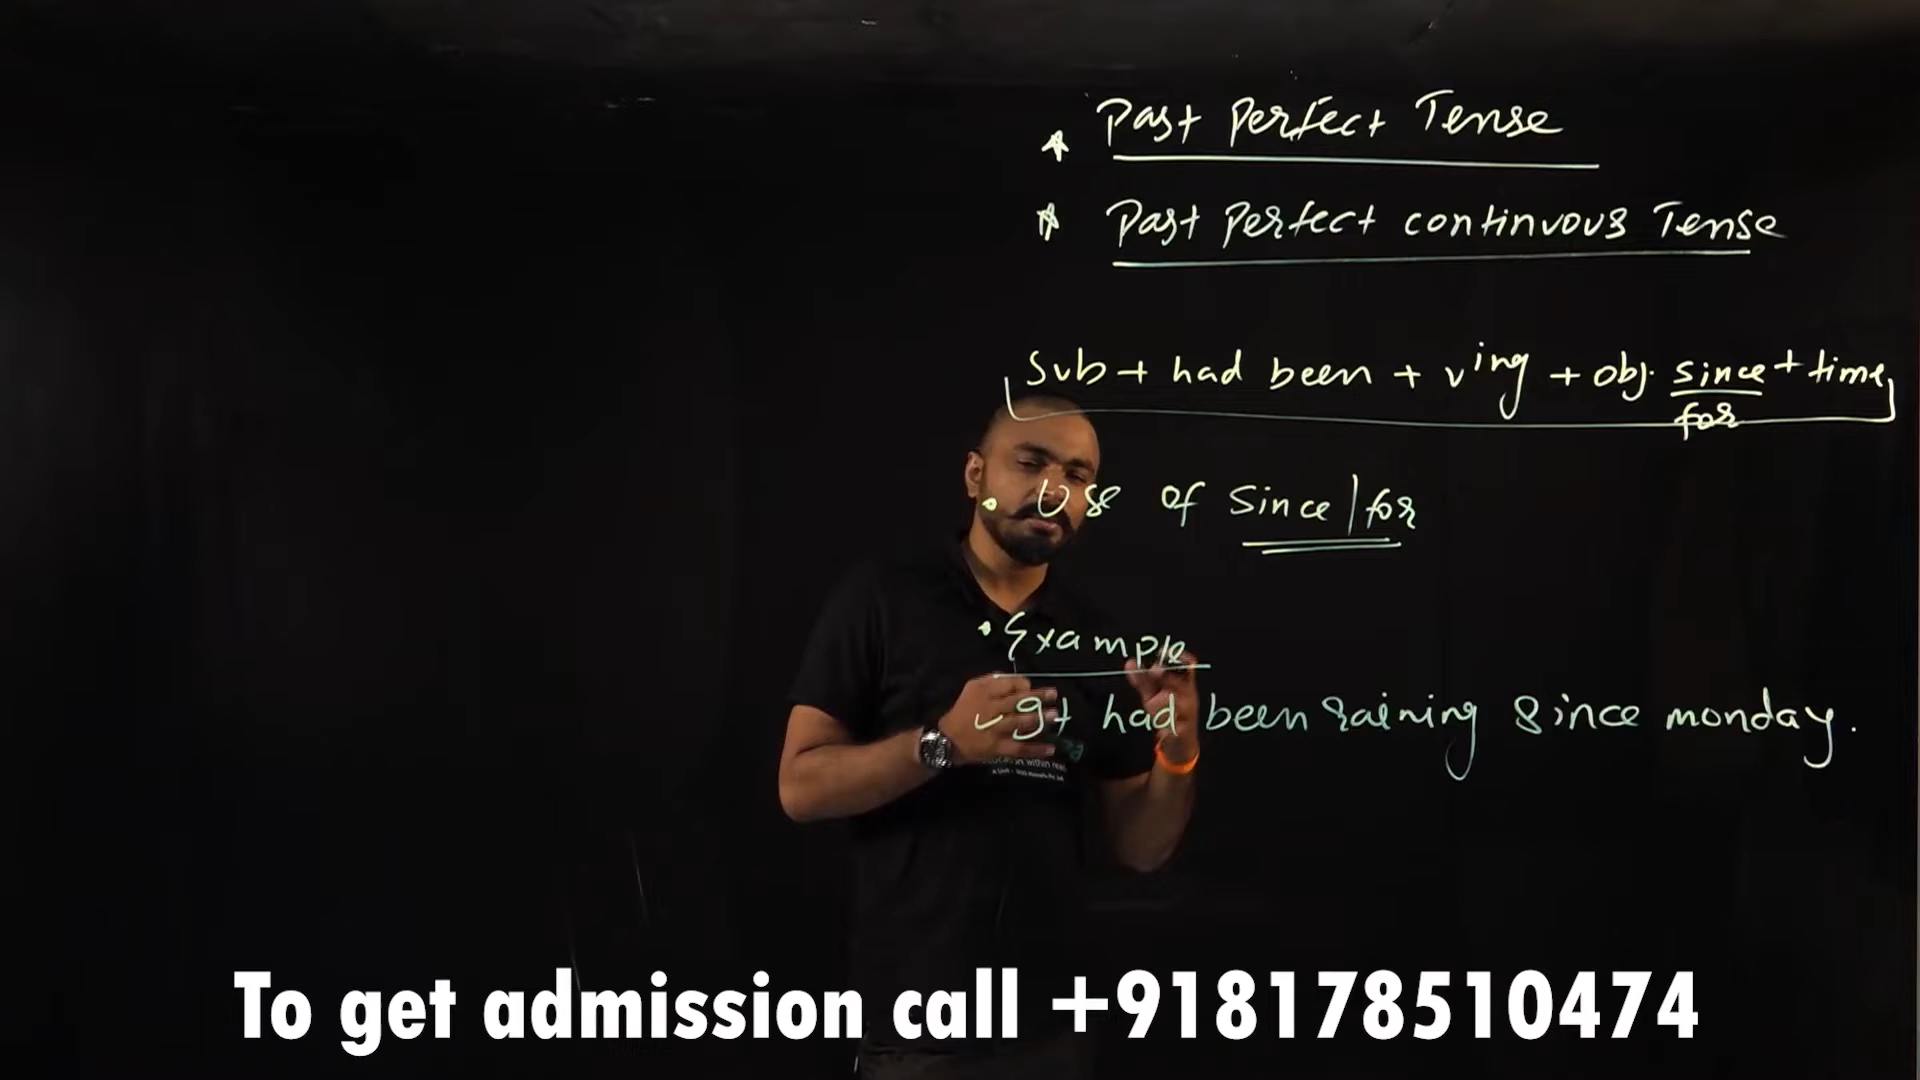 * Past Perfect Tense
* Past Perfect continuous Tense
Sub + had been + v ing + obj. since + time
for
• Use of Since / for
• Example
It had been raining since monday.
To get admission call +918178510474